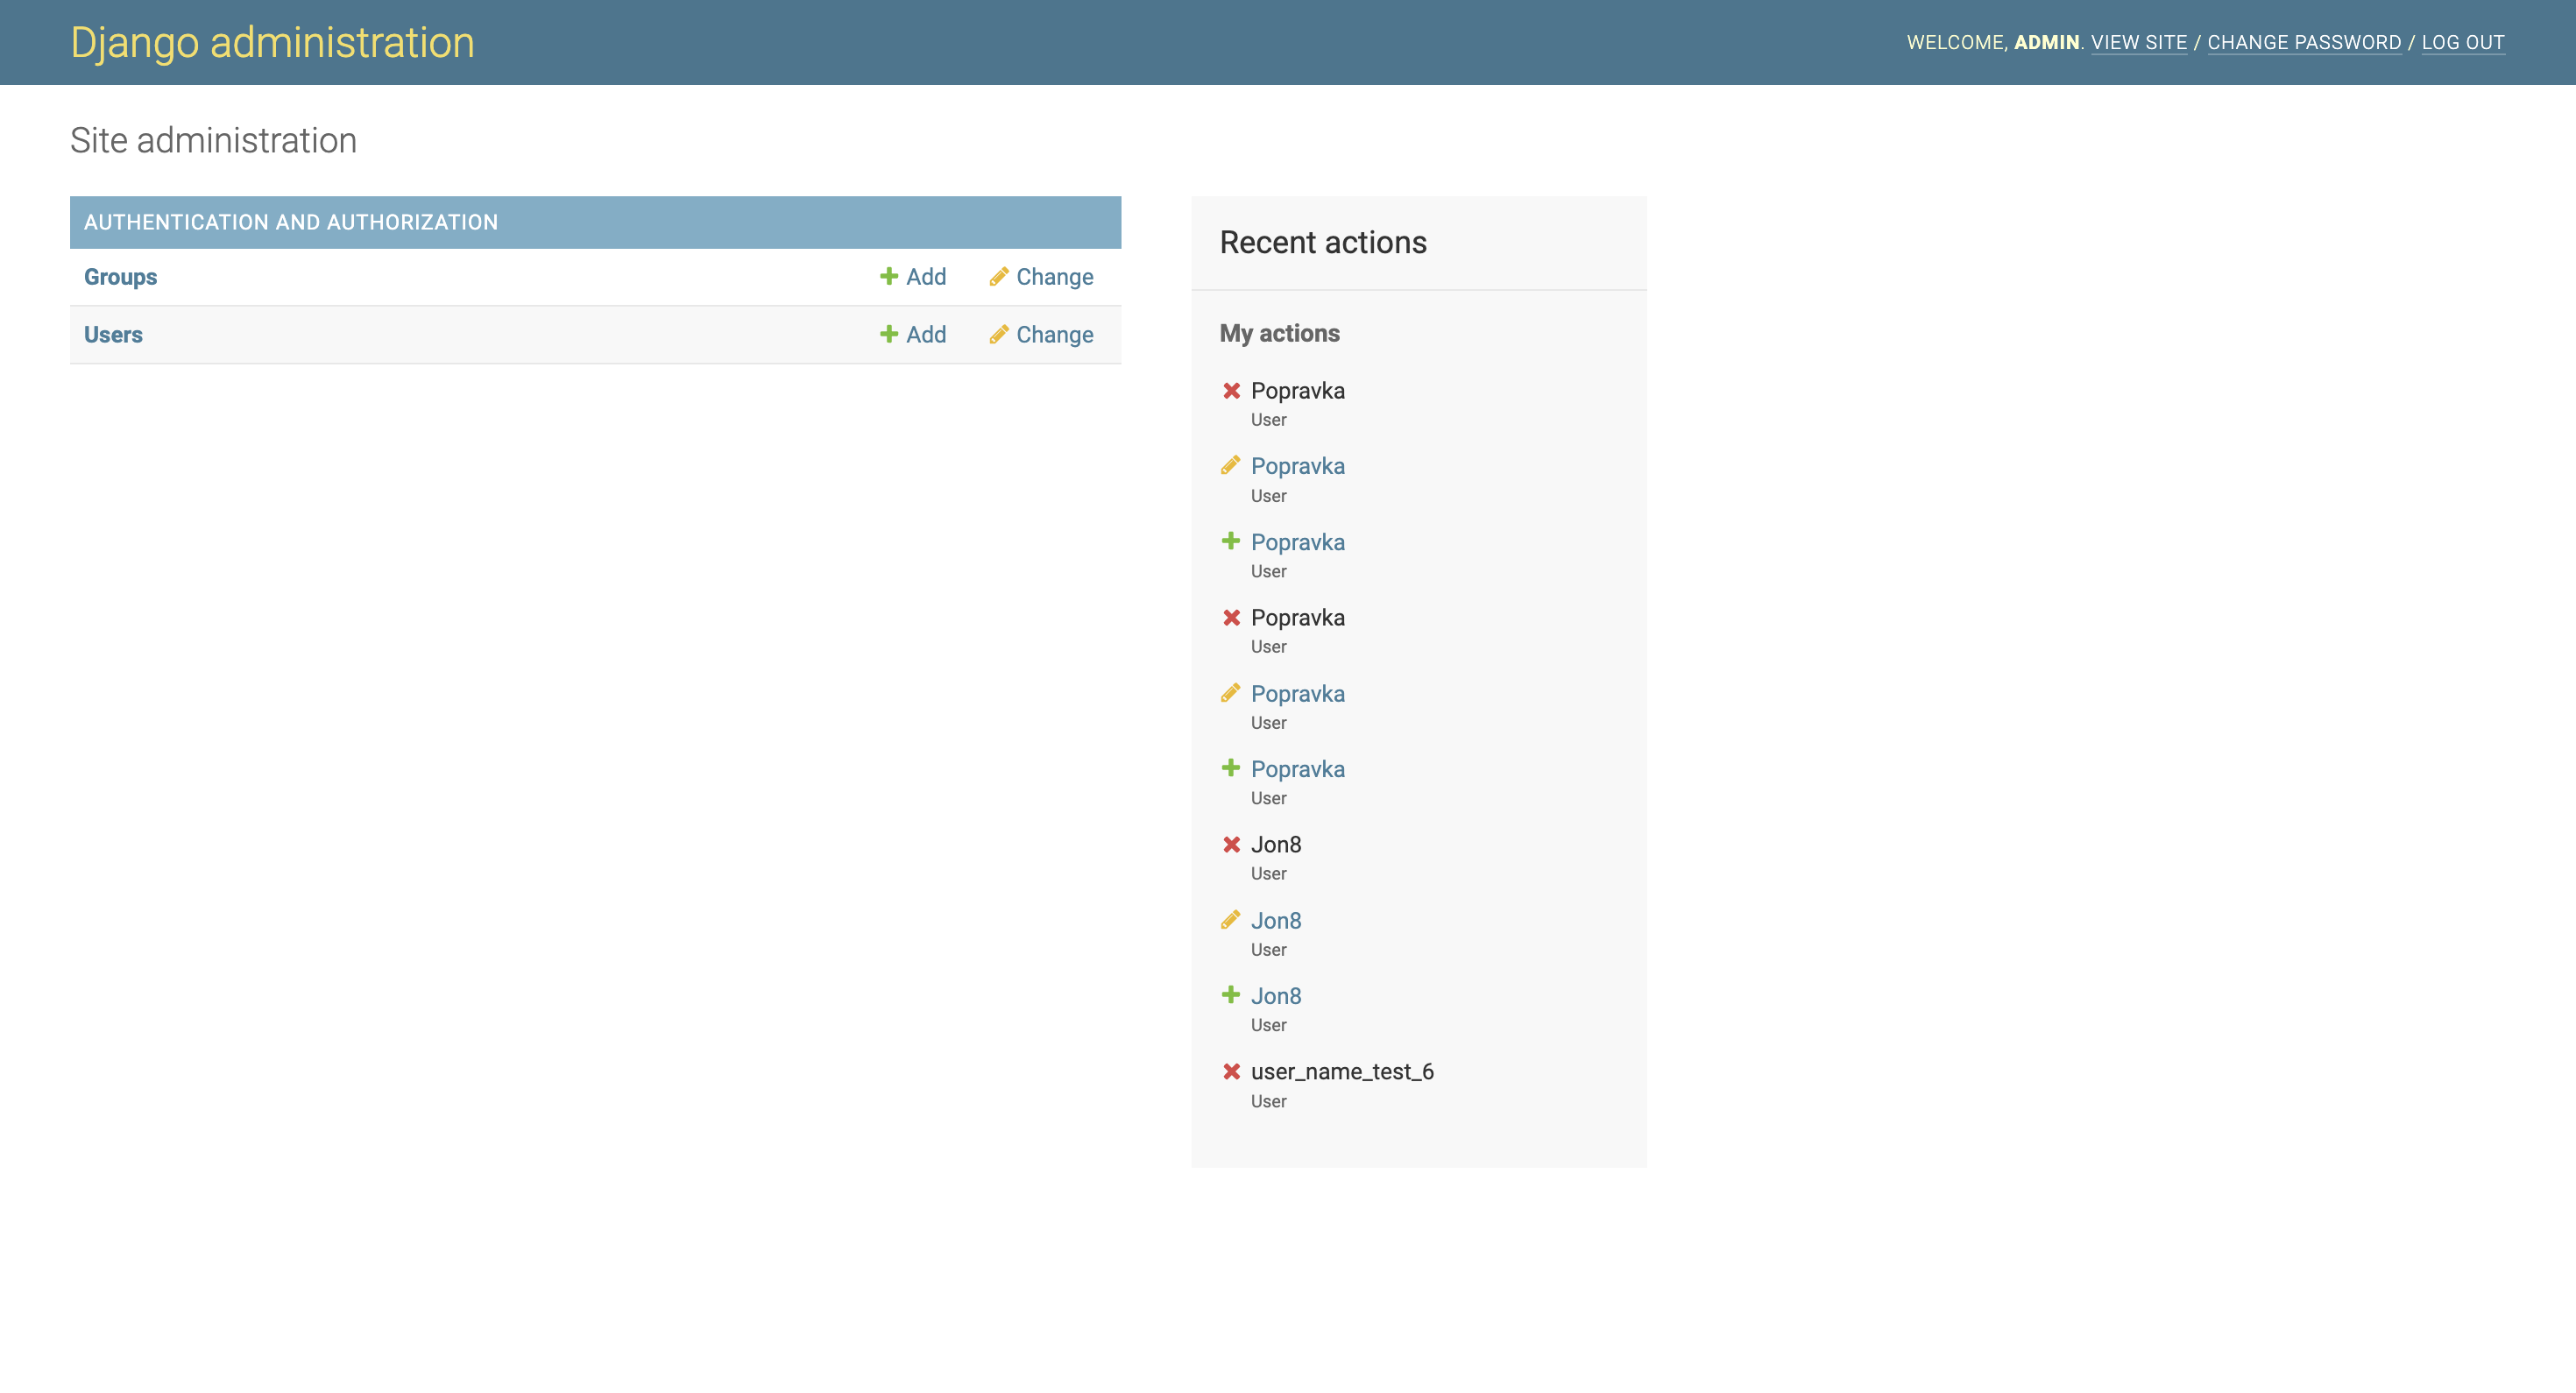 Django administration
WELCOME, ADMIN. VIEW SITE / CHANGE PASSWORD / LOG OUT
Site administration
AUTHENTICATION AND AUTHORIZATION
Groups Add Change
Users Add Change
Recent actions
My actions
Popravka
User
Popravka
User
Popravka
User
Popravka
User
Popravka
User
Popravka
User
Jon8
User
Jon8
User
Jon8
User
user_name_test_6
User